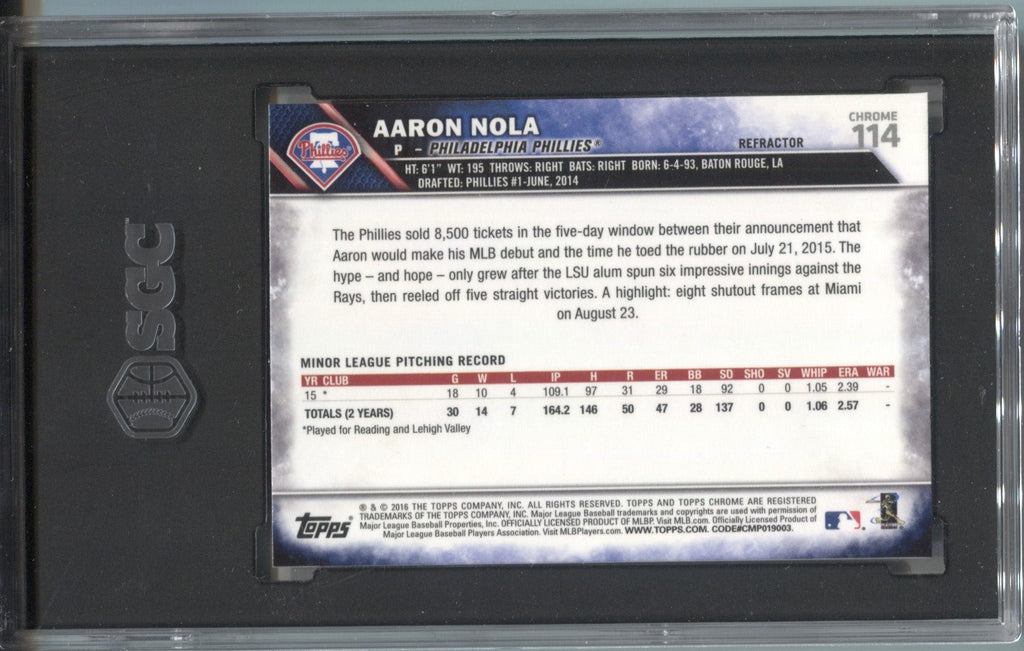 SGC
AARON NOLA
P - PHILADELPHIA PHILLIES®
REFRACTOR
CHROME
114
Phillies
HT: 6'1" WT: 195 THROWS: RIGHT BATS: RIGHT BORN: 6-4-93, BATON ROUGE, LA
DRAFTED: PHILLIES #1-JUNE, 2014
The Phillies sold 8,500 tickets in the five-day window between their announcement that
Aaron would make his MLB debut and the time he toed the rubber on July 21, 2015. The
hype – and hope – only grew after the LSU alum spun six impressive innings against the
Rays, then reeled off five straight victories. A highlight: eight shutout frames at Miami
on August 23.
MINOR LEAGUE PITCHING RECORD
YR CLUB G W L IP H R ER BB SO SHO SV WHIP ERA WAR
15 * 18 10 4 109.1 97 31 29 18 92 0 0 1.05 2.39 -
TOTALS (2 YEARS) 30 14 7 164.2 146 50 47 28 137 0 0 1.06 2.57 -
*Played for Reading and Lehigh Valley
topps®
® & © 2016 THE TOPPS COMPANY, INC. ALL RIGHTS RESERVED. TOPPS AND TOPPS CHROME ARE REGISTERED
TRADEMARKS OF THE TOPPS COMPANY, INC. Major League Baseball trademarks and copyrights are used with permission of
Major League Baseball Properties, Inc. OFFICIALLY LICENSED PRODUCT OF MLBP. Visit MLB.com. Officially Licensed Product of
Major League Baseball Players Association. Visit MLBPlayers.com. WWW.TOPPS.COM. CODE#CMP019003.